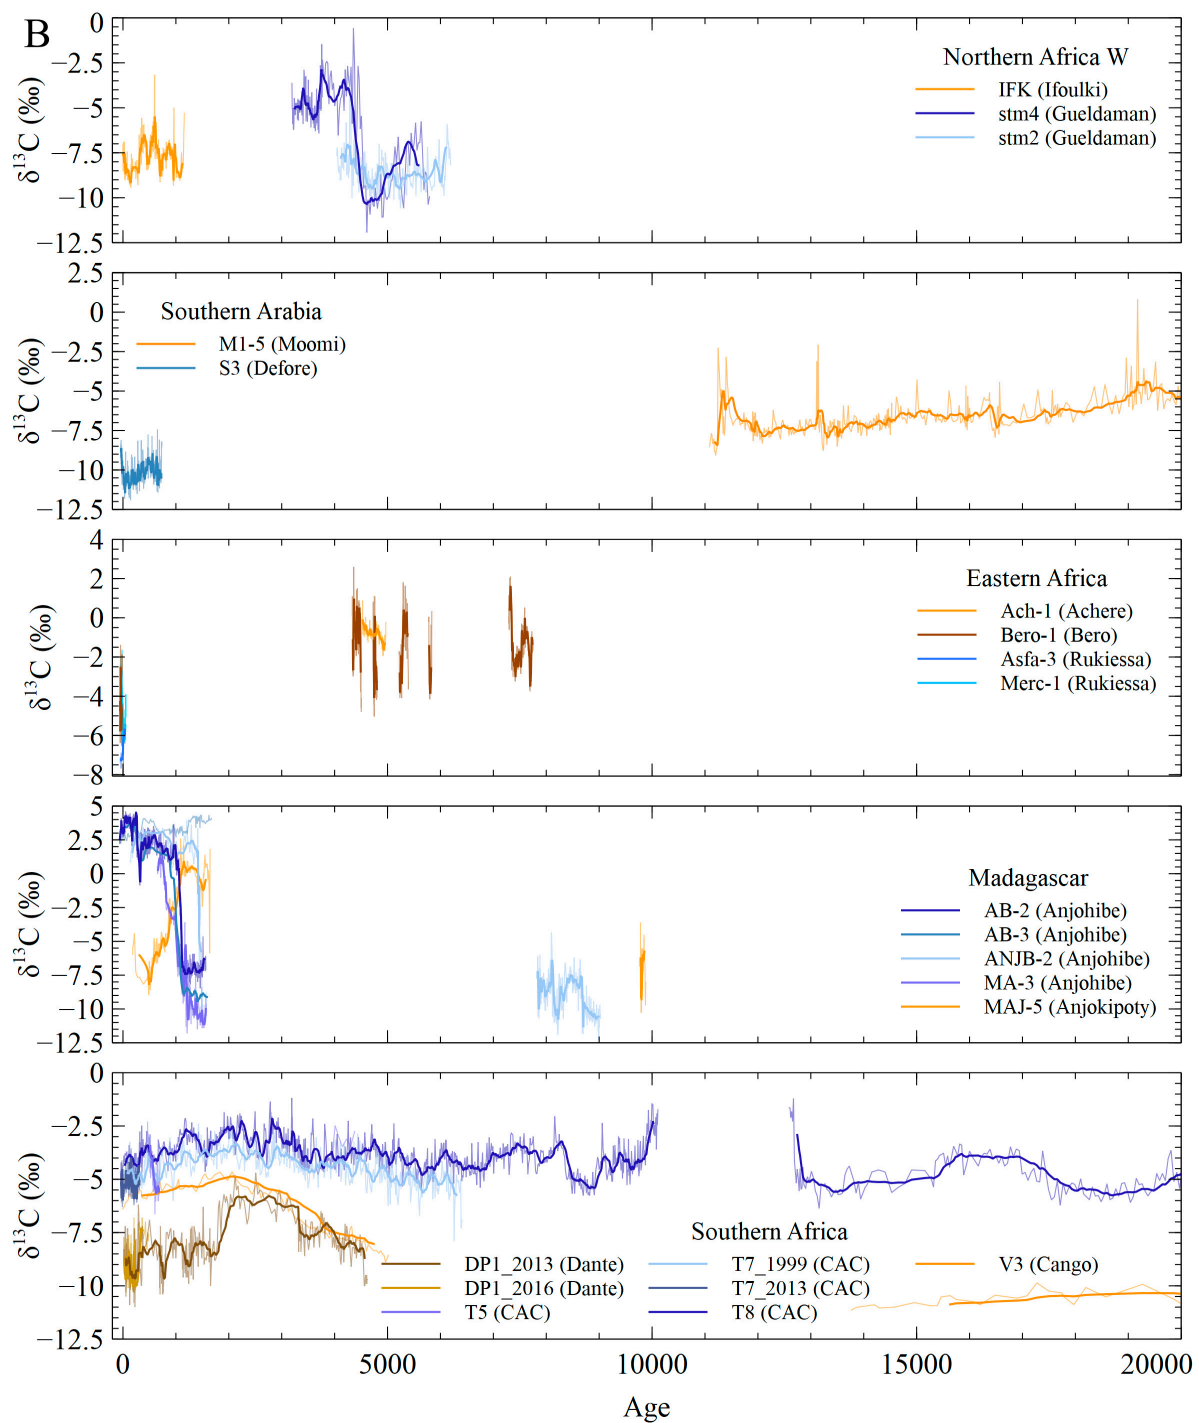 B
0
−2.5
−5
−7.5
−10
−12.5
δ13C (‰)
Northern Africa W
IFK (Ifoulki)
stm4 (Gueldaman)
stm2 (Gueldaman)
2.5
0
−2.5
−5
−7.5
−10
−12.5
δ13C (‰)
Southern Arabia
M1-5 (Moomi)
S3 (Defore)
4
2
0
−2
−4
−6
−8
δ13C (‰)
Eastern Africa
Ach-1 (Achere)
Bero-1 (Bero)
Asfa-3 (Rukiessa)
Merc-1 (Rukiessa)
5
2.5
0
−2.5
−5
−7.5
−10
−12.5
δ13C (‰)
Madagascar
AB-2 (Anjohibe)
AB-3 (Anjohibe)
ANJB-2 (Anjohibe)
MA-3 (Anjohibe)
MAJ-5 (Anjokipoty)
0
−2.5
−5
−7.5
−10
−12.5
δ13C (‰)
Southern Africa
DP1_2013 (Dante) T7_1999 (CAC) V3 (Cango)
DP1_2016 (Dante) T7_2013 (CAC)
T5 (CAC) T8 (CAC)
0 5000 10000 15000 20000
Age